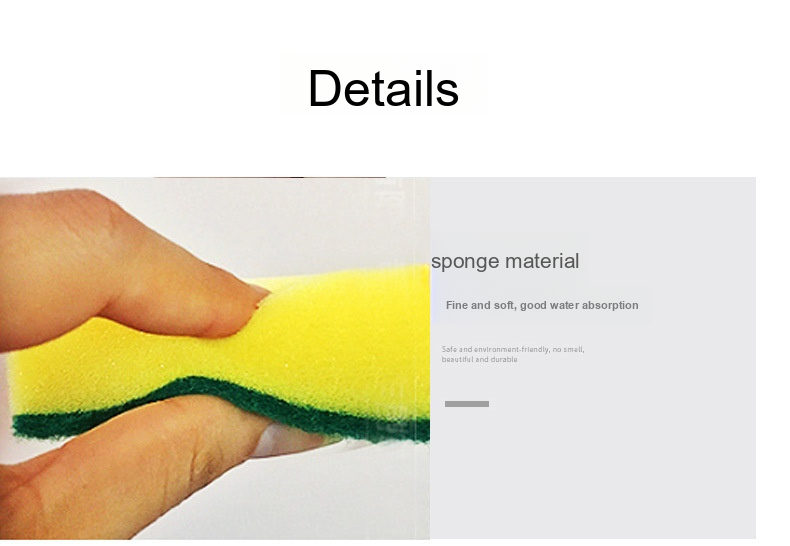 Details
sponge material
Fine and soft, good water absorption
Safe and environment-friendly, no smell,
beautiful and durable